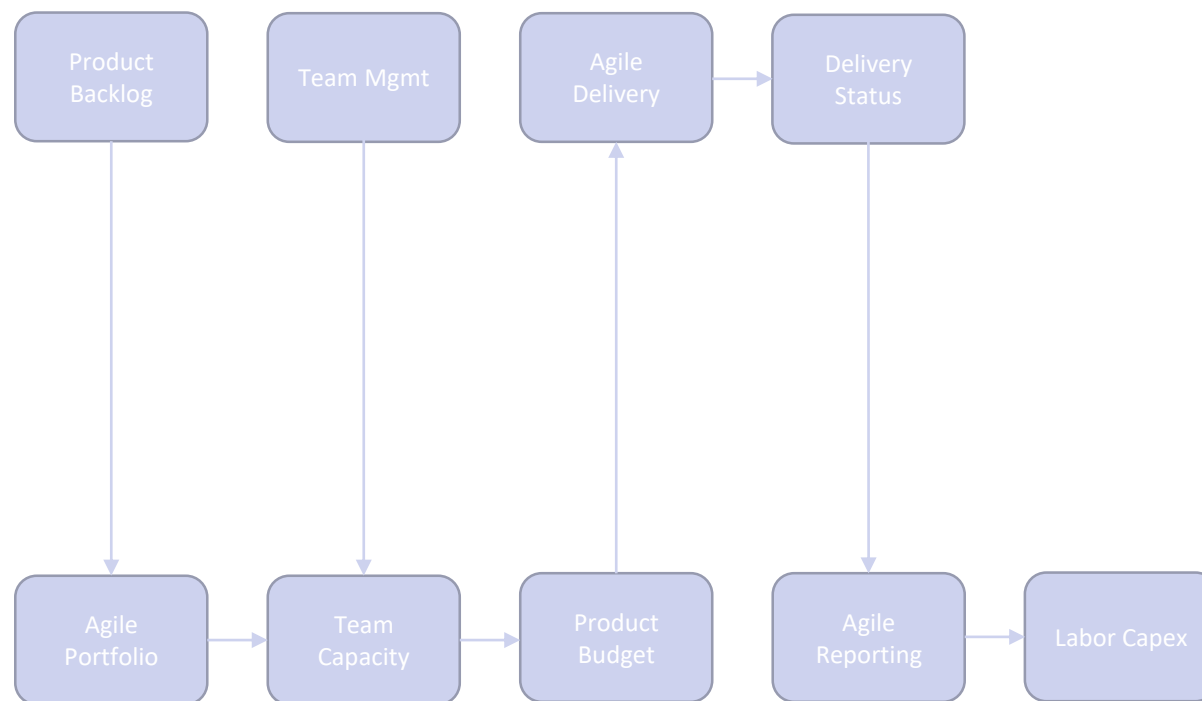 Product
Backlog
Team Mgmt
Agile
Delivery
Delivery
Status
Agile
Portfolio
Team
Capacity
Product
Budget
Agile
Reporting
Labor Capex